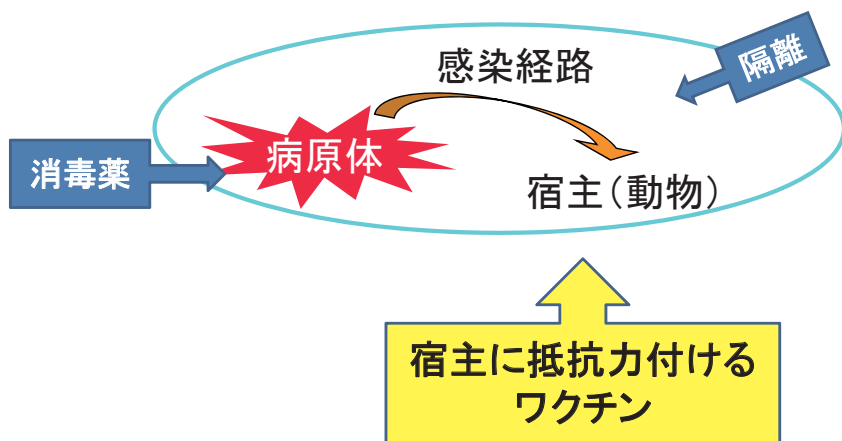 感染経路
隔離
病原体
消毒薬
宿主（動物）
宿主に抵抗力付ける
ワクチン